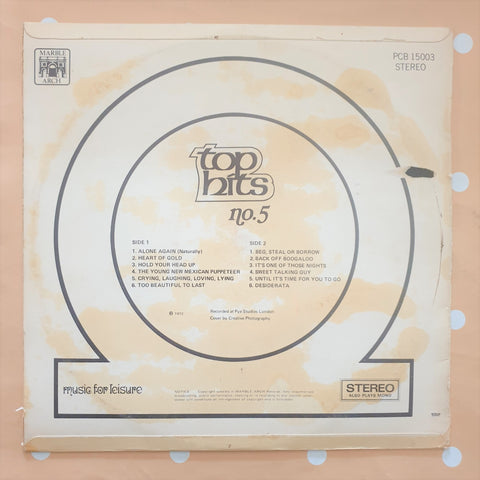 MARBLE
ARCH
PCB 15003
STEREO
top
hits
no.5
SIDE 1
1. ALONE AGAIN (Naturally)
2. HEART OF GOLD
3. HOLD YOUR HEAD UP
4. THE YOUNG NEW MEXICAN PUPPETEER
5. CRYING, LAUGHING, LOVING, LYING
6. TOO BEAUTIFUL TO LAST
SIDE 2
1. BEG, STEAL OR BORROW
2. BACK OFF BOOGALOO
3. IT'S ONE OF THOSE NIGHTS
4. SWEET TALKING GUY
5. UNTIL IT'S TIME FOR YOU TO GO
6. DESIDERATA
℗ 1972
Recorded at Pye Studios London
Cover by Creative Photography
music for leisure
NOTICE
STEREO
ALSO PLAYS MONO